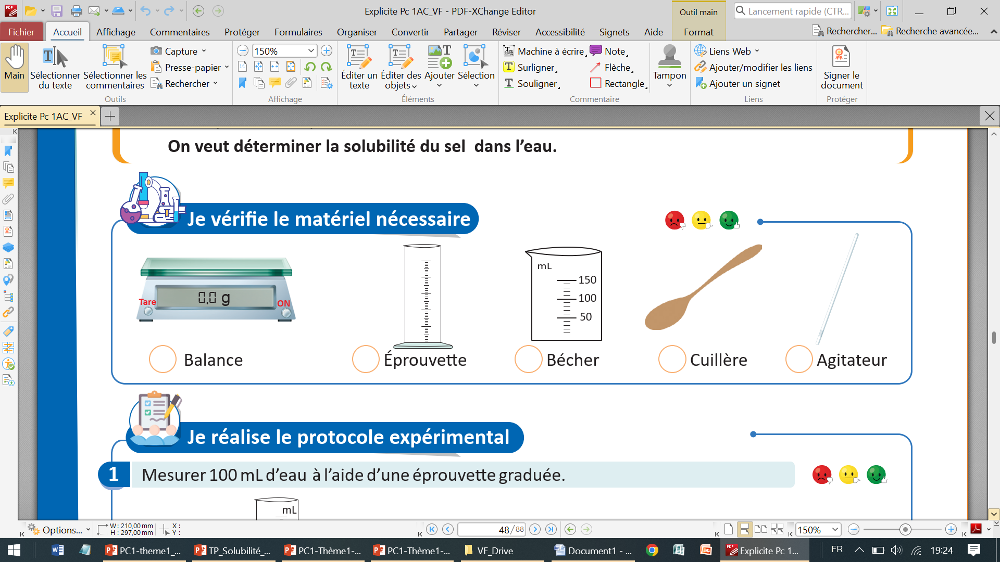 Explicite Pc 1AC_VF - PDF-XChange Editor
Outil main
Lancement rapide (CTR...
Fichier
Accueil
Affichage
Commentaires
Protéger
Formulaires
Organiser
Convertir
Partager
Réviser
Accessibilité
Signets
Aide
Format
Rechercher...
Recherche avancée...
Main
Sélectionner du texte
Sélectionner les commentaires
Capture
Presse-papier
Rechercher
Outils
150%
Affichage
Éditer un texte
Éditer des objets
Ajouter
Sélection
Éléments
Machine à écrire
Surligner
Souligner
Note
Flèche
Rectangle
Commentaire
Tampon
Liens Web
Ajouter/modifier les liens
Ajouter un signet
Liens
Signer le document
Protéger
Explicite Pc 1AC_VF
On veut déterminer la solubilité du sel dans l’eau.
Je vérifie le matériel nécessaire
Tare
0,0 g
ON
mL
150
100
50
Balance
Éprouvette
Bécher
Cuillère
Agitateur
Je réalise le protocole expérimental
1
Mesurer 100 mL d’eau à l’aide d’une éprouvette graduée.
mL
Options...
W : 210,00 mm
H : 297,00 mm
X :
Y :
48 / 88
150%
PC1-theme1_...
TP_Solubilité_...
PC1-Thème1-...
PC1-Thème1-...
VF_Drive
Document1 - ...
Explicite Pc 1...
FR
19:24